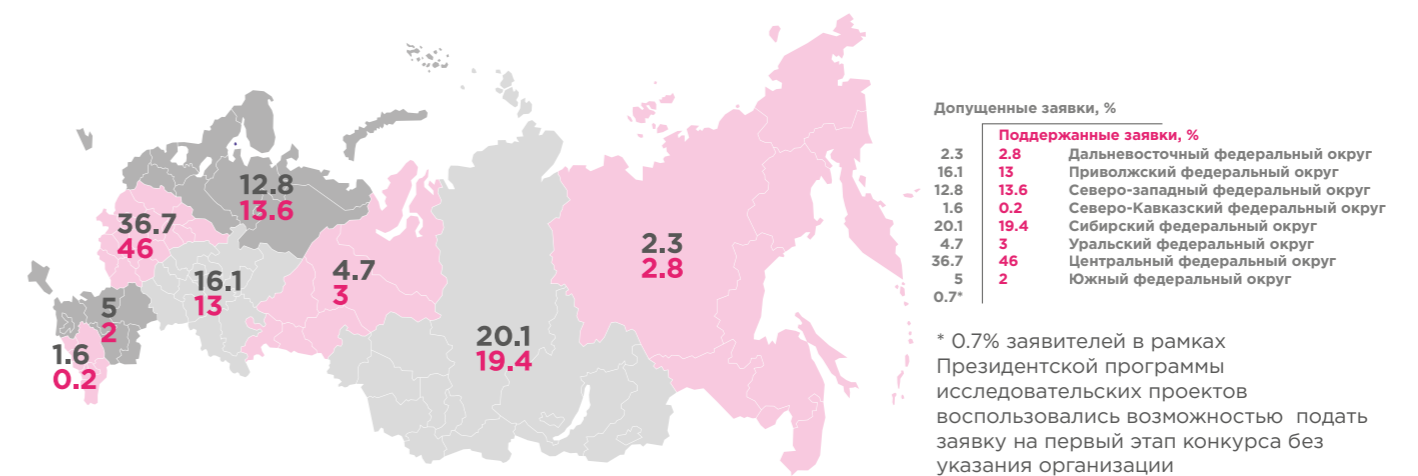 12.8
13.6
36.7
46
16.1
13
4.7
3
2.3
2.8
5
2
1.6
0.2
20.1
19.4
Допущенные заявки, %
Поддержанные заявки, %
2.3 2.8 Дальневосточный федеральный округ
16.1 13 Приволжский федеральный округ
12.8 13.6 Северо-западный федеральный округ
1.6 0.2 Северо-Кавказский федеральный округ
20.1 19.4 Сибирский федеральный округ
4.7 3 Уральский федеральный округ
36.7 46 Центральный федеральный округ
5 2 Южный федеральный округ
0.7*
* 0.7% заявителей в рамках
Президентской программы
исследовательских проектов
воспользовались возможностью подать
заявку на первый этап конкурса без
указания организации